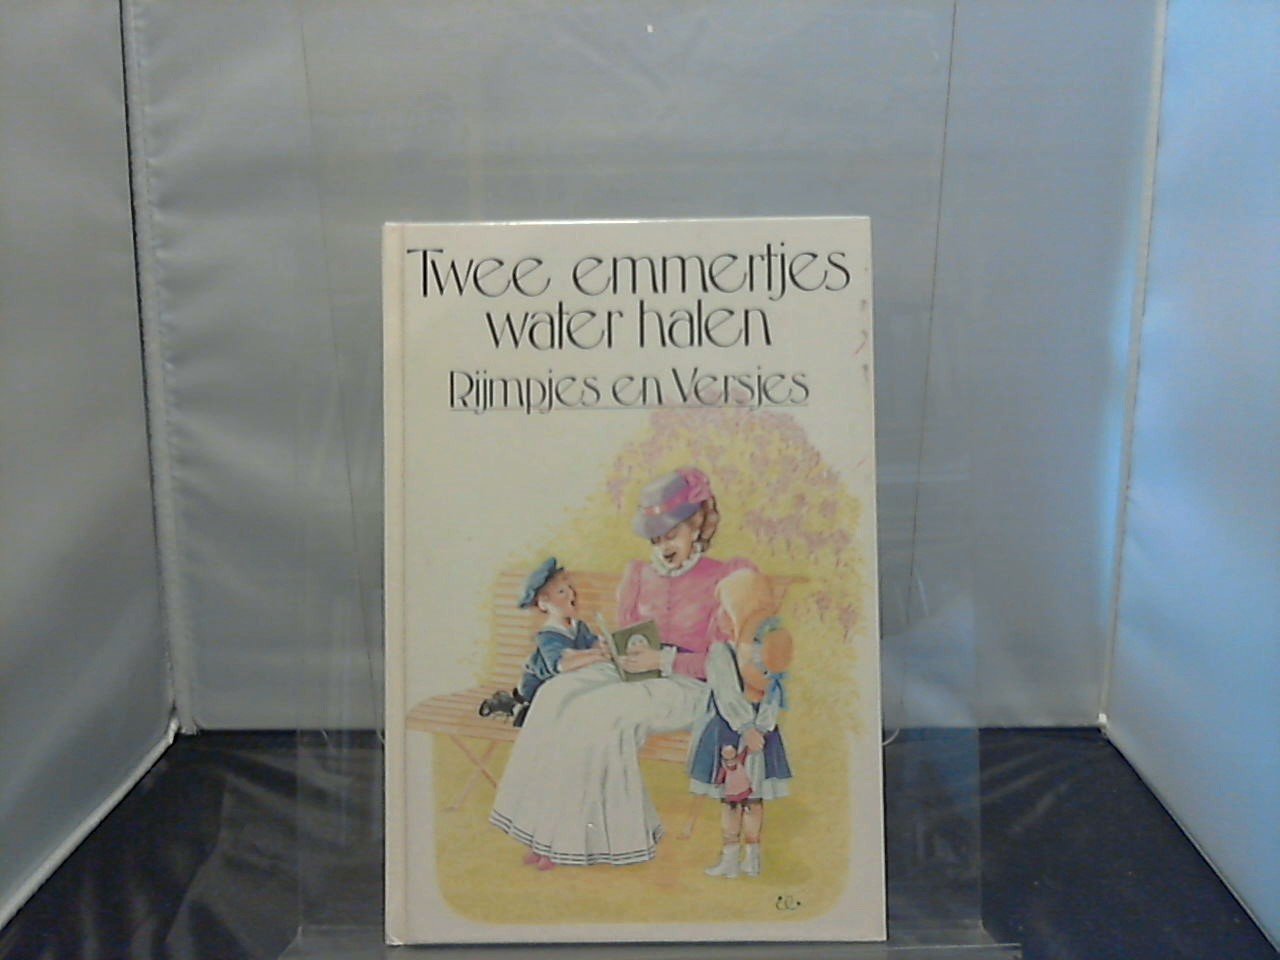 Twee emmertjes
water halen
Rijmpjes en Versjes